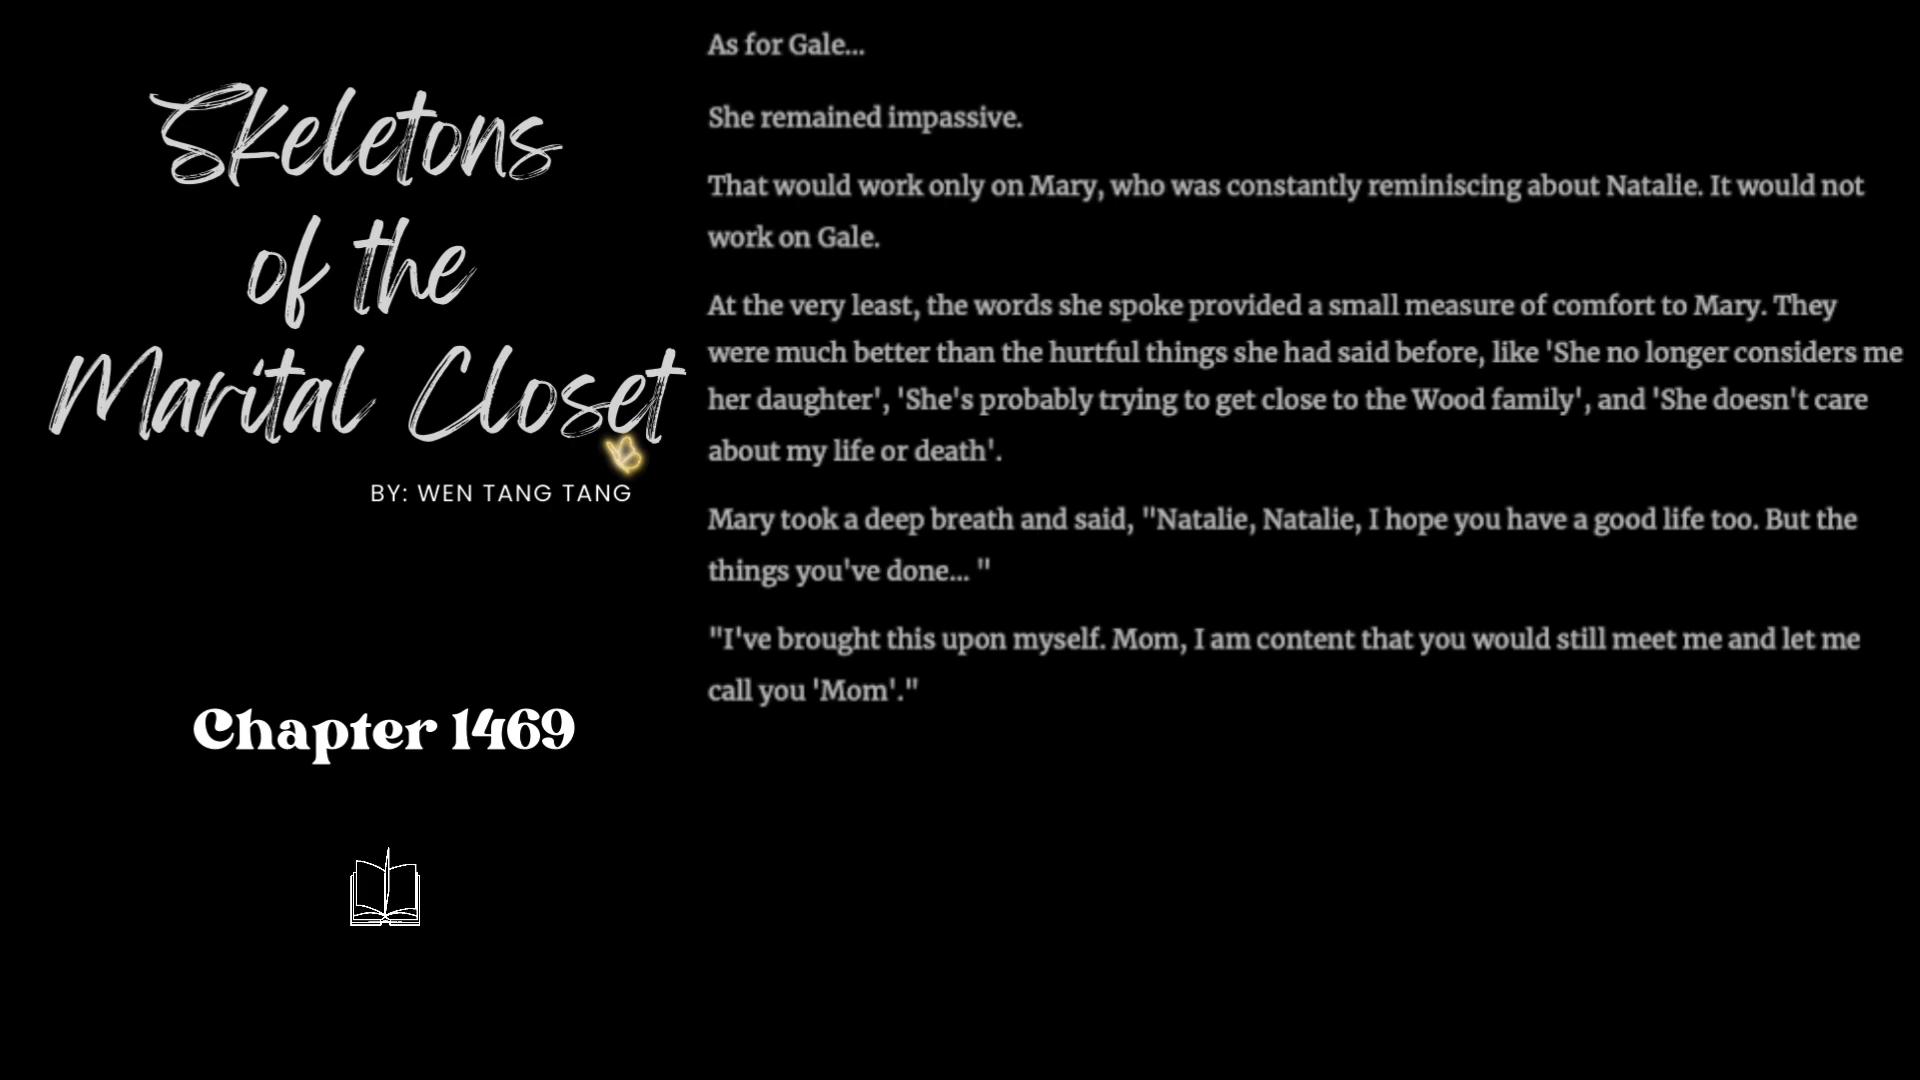 Skeletons
of the
Marital Closet
BY: WEN TANG TANG
Chapter 1469
As for Gale...
She remained impassive.
That would work only on Mary, who was constantly reminiscing about Natalie. It would not
work on Gale.
At the very least, the words she spoke provided a small measure of comfort to Mary. They
were much better than the hurtful things she had said before, like 'She no longer considers me
her daughter', 'She's probably trying to get close to the Wood family', and 'She doesn't care
about my life or death'.
Mary took a deep breath and said, "Natalie, Natalie, I hope you have a good life too. But the
things you've done... "
"I've brought this upon myself. Mom, I am content that you would still meet me and let me
call you 'Mom'."